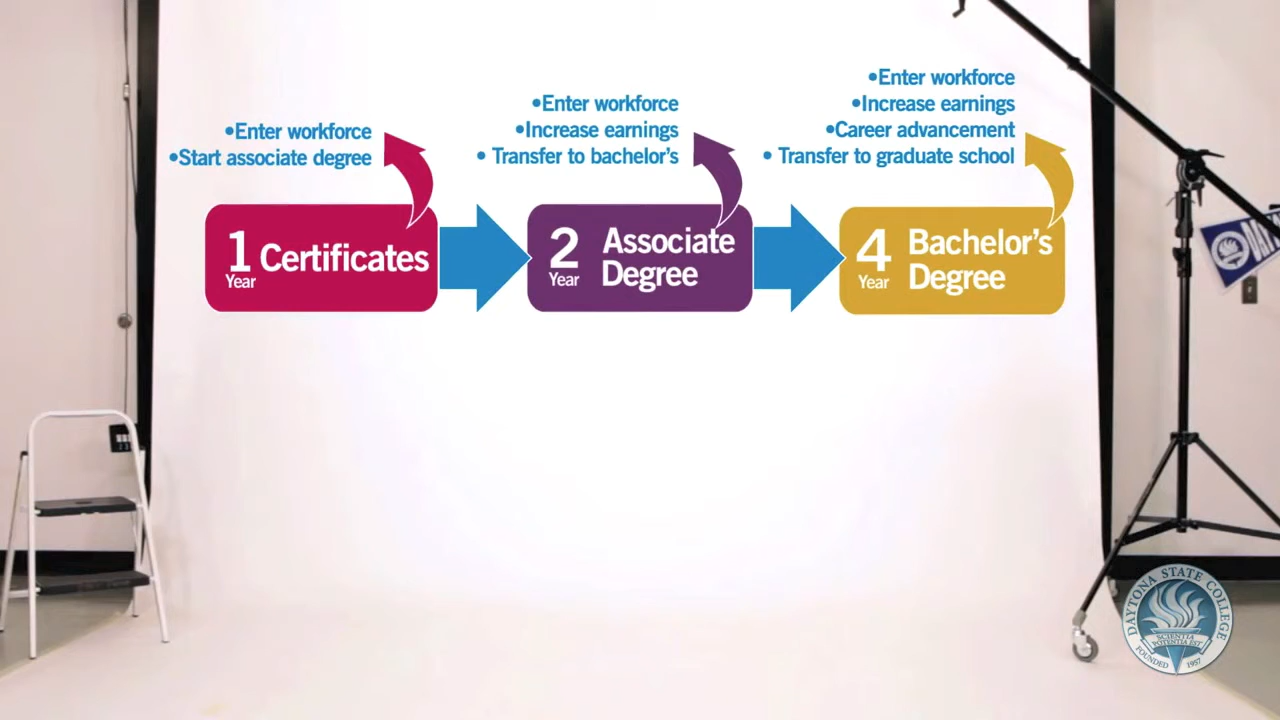 •Enter workforce
•Start associate degree
•Enter workforce
•Increase earnings
• Transfer to bachelor's
•Enter workforce
•Increase earnings
•Career advancement
• Transfer to graduate school
1 Year Certificates
2 Year Associate Degree
4 Year Bachelor's Degree
DAYTONA STATE COLLEGE
SCIENTIA
POTENTIA EST
FOUNDED 1957